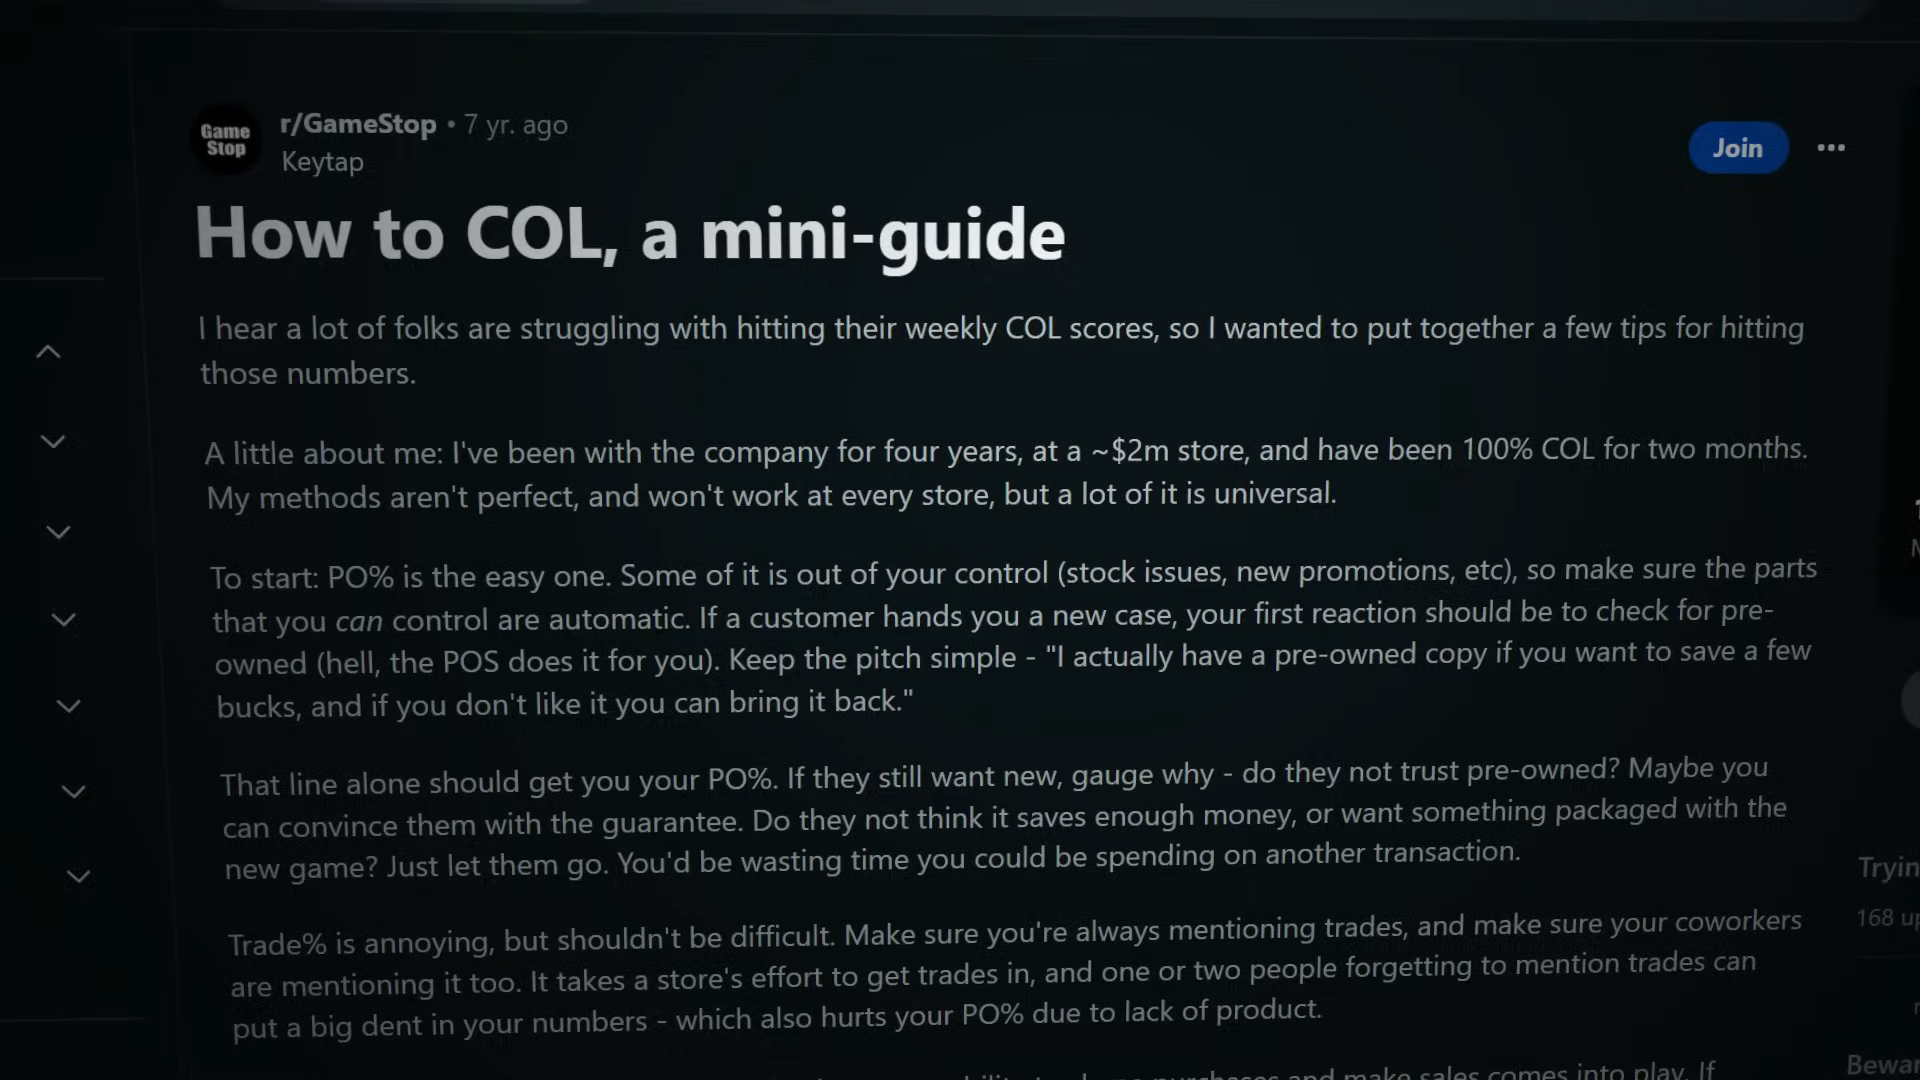 Game
Stop
r/GameStop • 7 yr. ago
Keytap
Join
How to COL, a mini-guide
I hear a lot of folks are struggling with hitting their weekly COL scores, so I wanted to put together a few tips for hitting
those numbers.
A little about me: I've been with the company for four years, at a ~$2m store, and have been 100% COL for two months.
My methods aren't perfect, and won't work at every store, but a lot of it is universal.
To start: PO% is the easy one. Some of it is out of your control (stock issues, new promotions, etc), so make sure the parts
that you can control are automatic. If a customer hands you a new case, your first reaction should be to check for pre-
owned (hell, the POS does it for you). Keep the pitch simple - "I actually have a pre-owned copy if you want to save a few
bucks, and if you don't like it you can bring it back."
That line alone should get you your PO%. If they still want new, gauge why - do they not trust pre-owned? Maybe you
can convince them with the guarantee. Do they not think it saves enough money, or want something packaged with the
new game? Just let them go. You'd be wasting time you could be spending on another transaction.
Trade% is annoying, but shouldn't be difficult. Make sure you're always mentioning trades, and make sure your coworkers
are mentioning it too. It takes a store's effort to get trades in, and one or two people forgetting to mention trades can
put a big dent in your numbers - which also hurts your PO% due to lack of product.
purchases and make sales comes into play. If
Tryin
168 up
Bewar